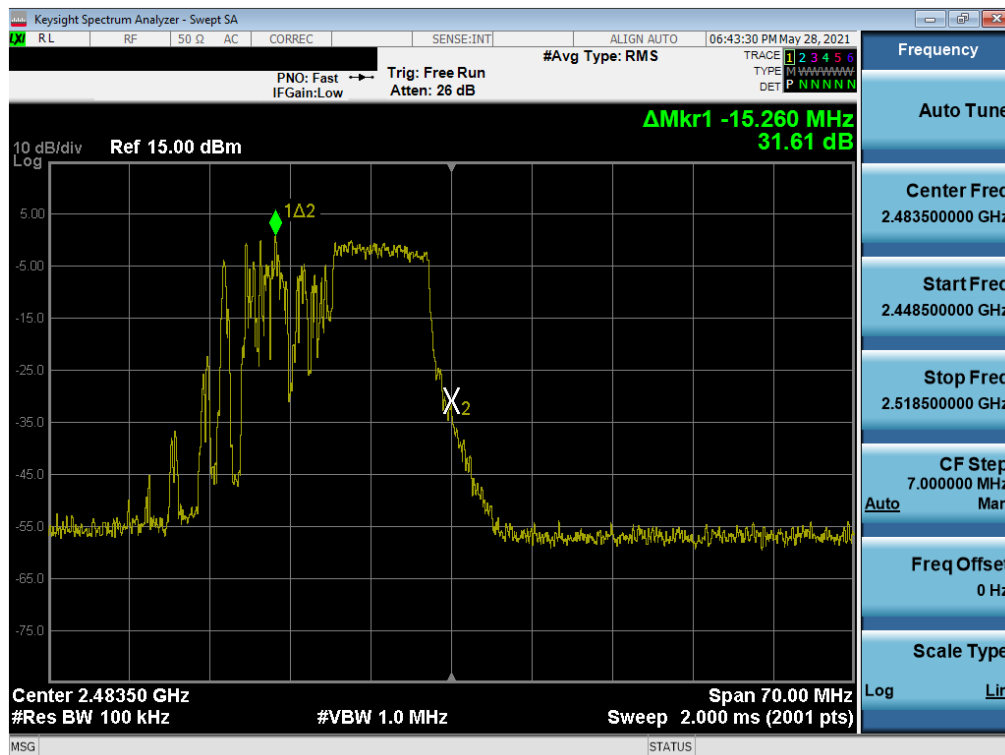 Keysight Spectrum Analyzer - Swept SA
LXI RL RF 50 Ω AC CORREC SENSE:INT ALIGN AUTO 06:43:30 PM May 28, 2021
PNO: Fast
IFGain:Low
Trig: Free Run
Atten: 26 dB
#Avg Type: RMS
TRACE 1 2 3 4 5 6
TYPE M W W W W W
DET P N N N N N
ΔMkr1 -15.260 MHz
31.61 dB
10 dB/div Ref 15.00 dBm
Log
5.00
-5.00
-15.0
-25.0
-35.0
-45.0
-55.0
-65.0
-75.0
1Δ2
X2
Center 2.48350 GHz
#Res BW 100 kHz
#VBW 1.0 MHz
Span 70.00 MHz
Sweep 2.000 ms (2001 pts)
MSG
STATUS
Frequency
Auto Tune
Center Freq
2.483500000 GHz
Start Freq
2.448500000 GHz
Stop Freq
2.518500000 GHz
CF Step
7.000000 MHz
Auto Man
Freq Offset
0 Hz
Scale Type
Log Lin